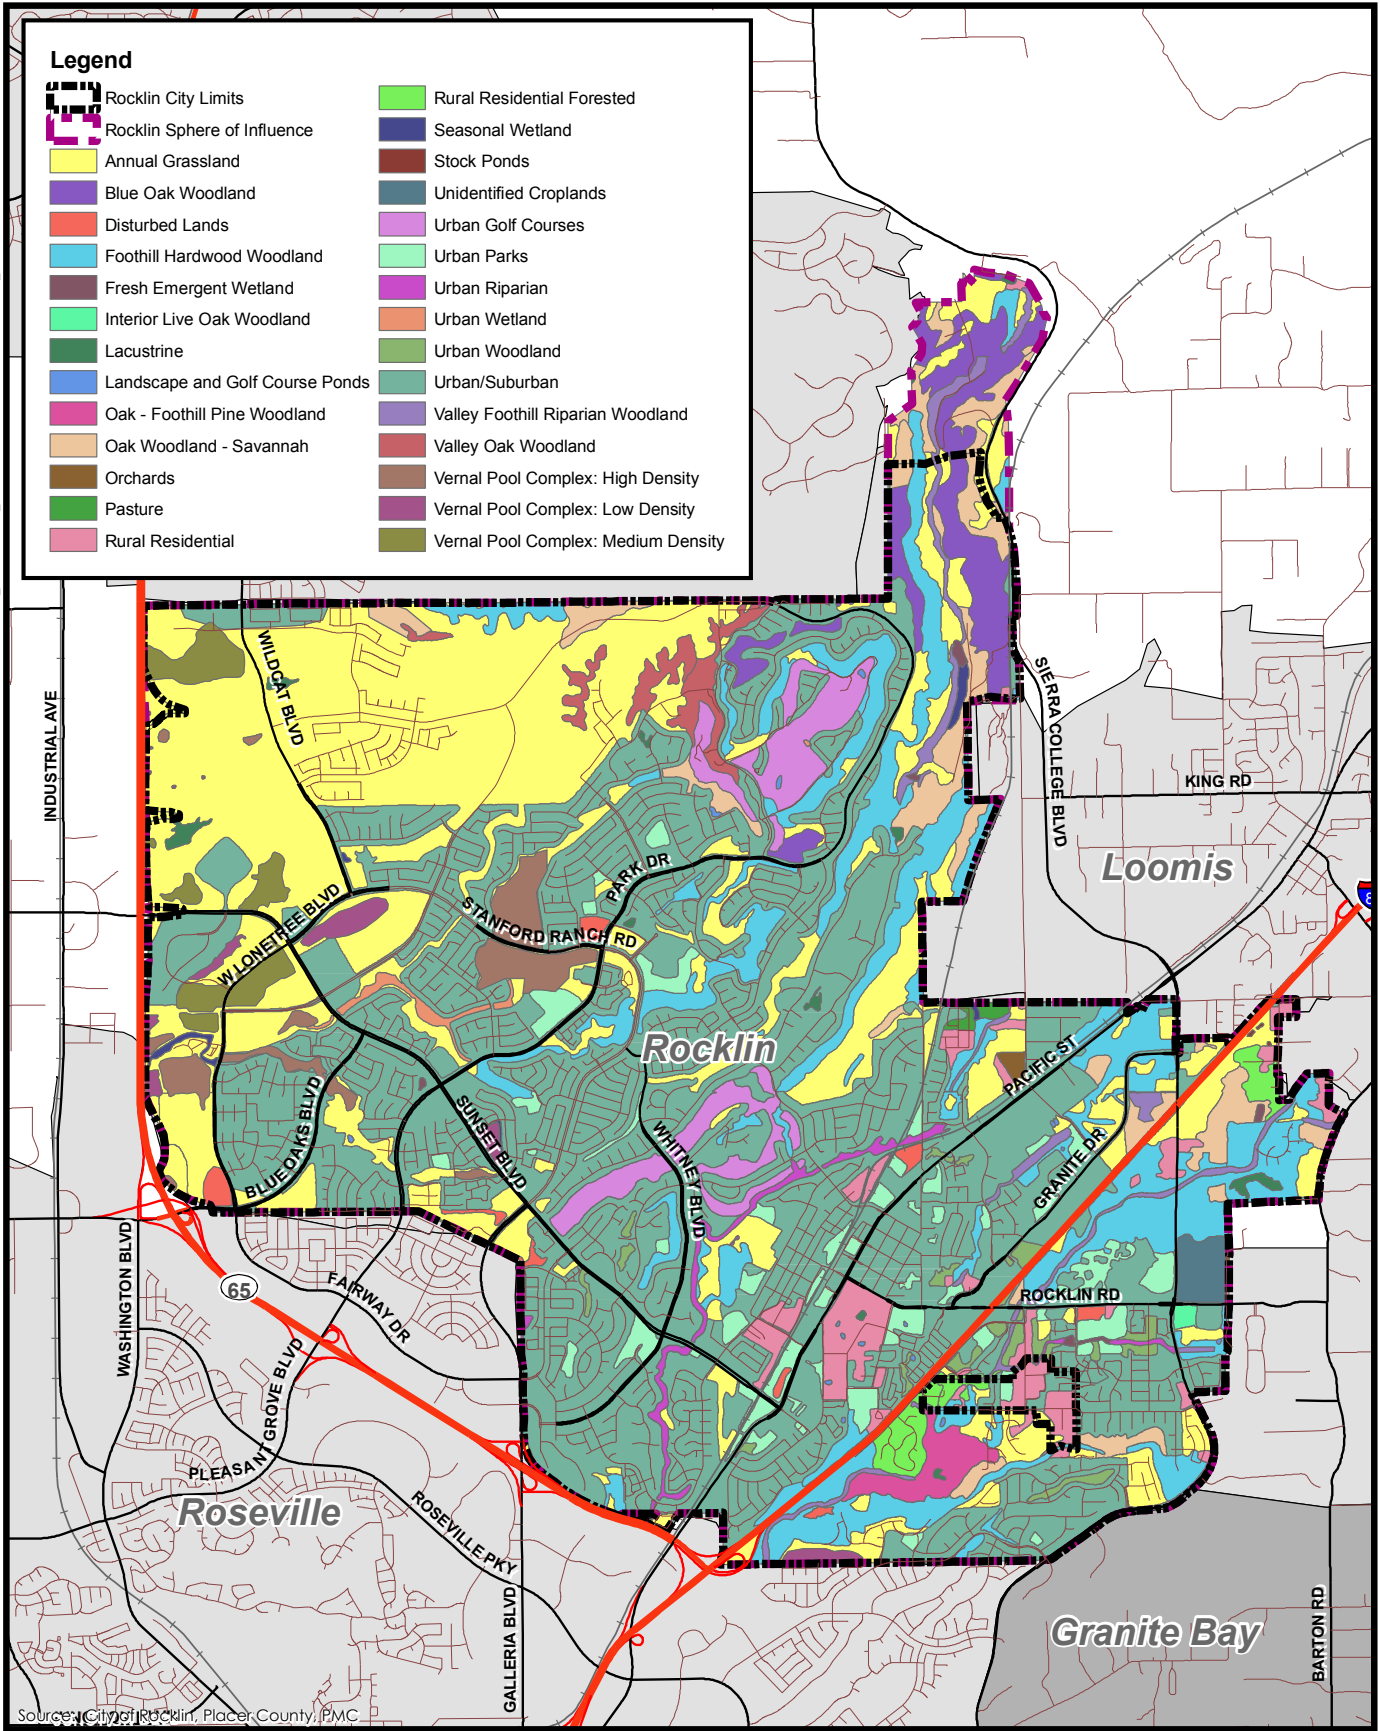 Legend
Rocklin City Limits
Rocklin Sphere of Influence
Annual Grassland
Blue Oak Woodland
Disturbed Lands
Foothill Hardwood Woodland
Fresh Emergent Wetland
Interior Live Oak Woodland
Lacustrine
Landscape and Golf Course Ponds
Oak - Foothill Pine Woodland
Oak Woodland - Savannah
Orchards
Pasture
Rural Residential
Rural Residential Forested
Seasonal Wetland
Stock Ponds
Unidentified Croplands
Urban Golf Courses
Urban Parks
Urban Riparian
Urban Wetland
Urban Woodland
Urban/Suburban
Valley Foothill Riparian Woodland
Valley Oak Woodland
Vernal Pool Complex: High Density
Vernal Pool Complex: Low Density
Vernal Pool Complex: Medium Density
WILDCAT BLVD
INDUSTRIAL AVE
SIERRA COLLEGE BLVD
KING RD
Loomis
PARK DR
STANFORD RANCH RD
W LONETREE BLVD
Rocklin
PACIFIC ST
BLUE OAKS BLVD
SUNSET BLVD
WHITNEY BLVD
GRANITE DR
WASHINGTON BLVD
65
FAIRWAY DR
ROCKLIN RD
PLEASANT GROVE BLVD
Roseville
ROSEVILLE PKY
GALLERIA BLVD
Granite Bay
BARTON RD
Source: City of Rocklin, Placer County, PMC